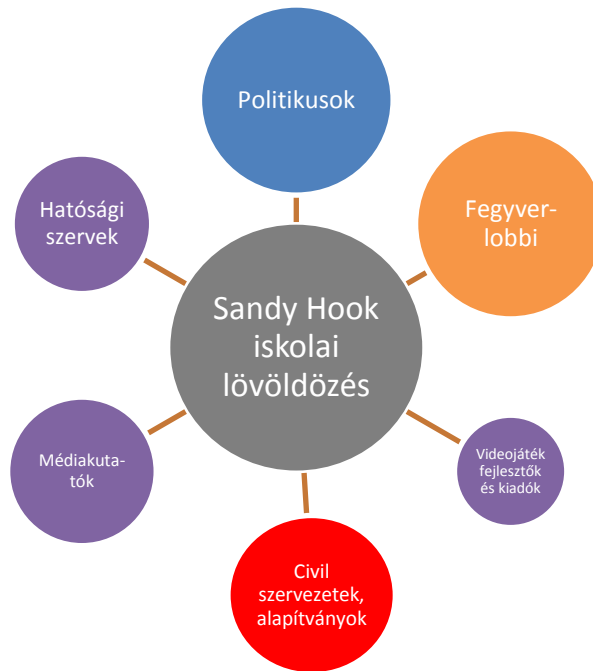 Politikusok
Hatósági
szervek
Fegyver-
lobbi
Sandy Hook
iskolai
lövöldözés
Médiakuta-
tók
Videojáték
fejlesztők
és kiadók
Civil
szervezetek,
alapítványok